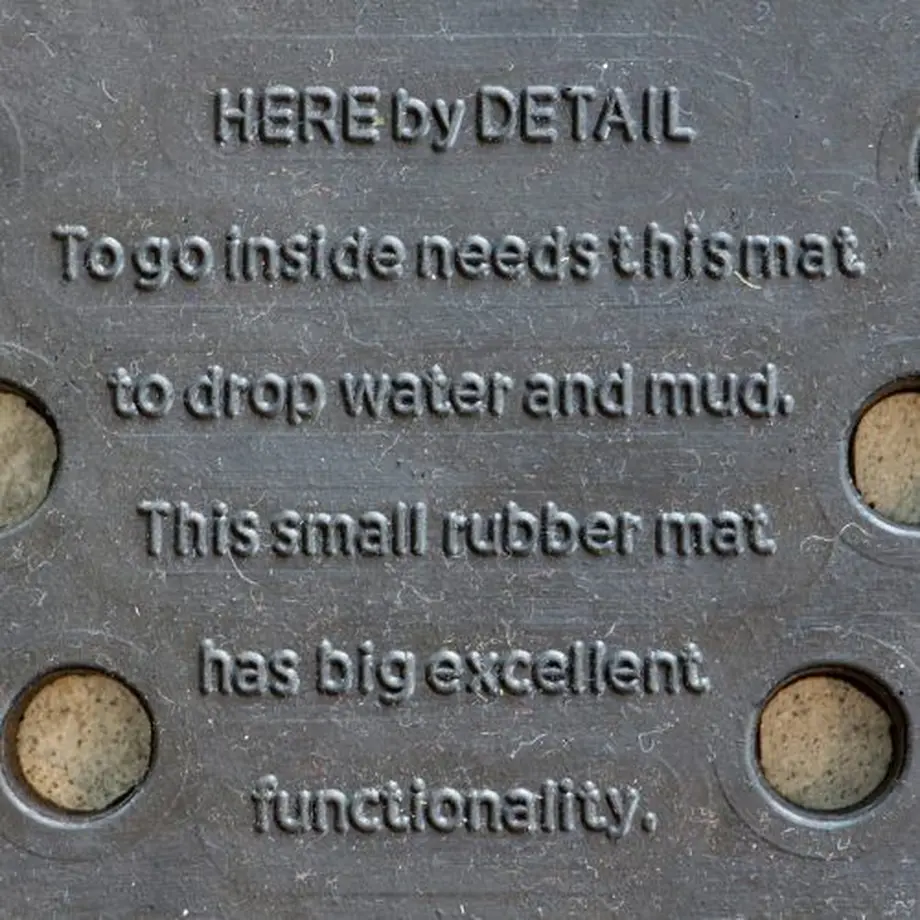 HERE by DETAIL
To go inside needs this mat
to drop water and mud.
This small rubber mat
has big excellent
functionality.